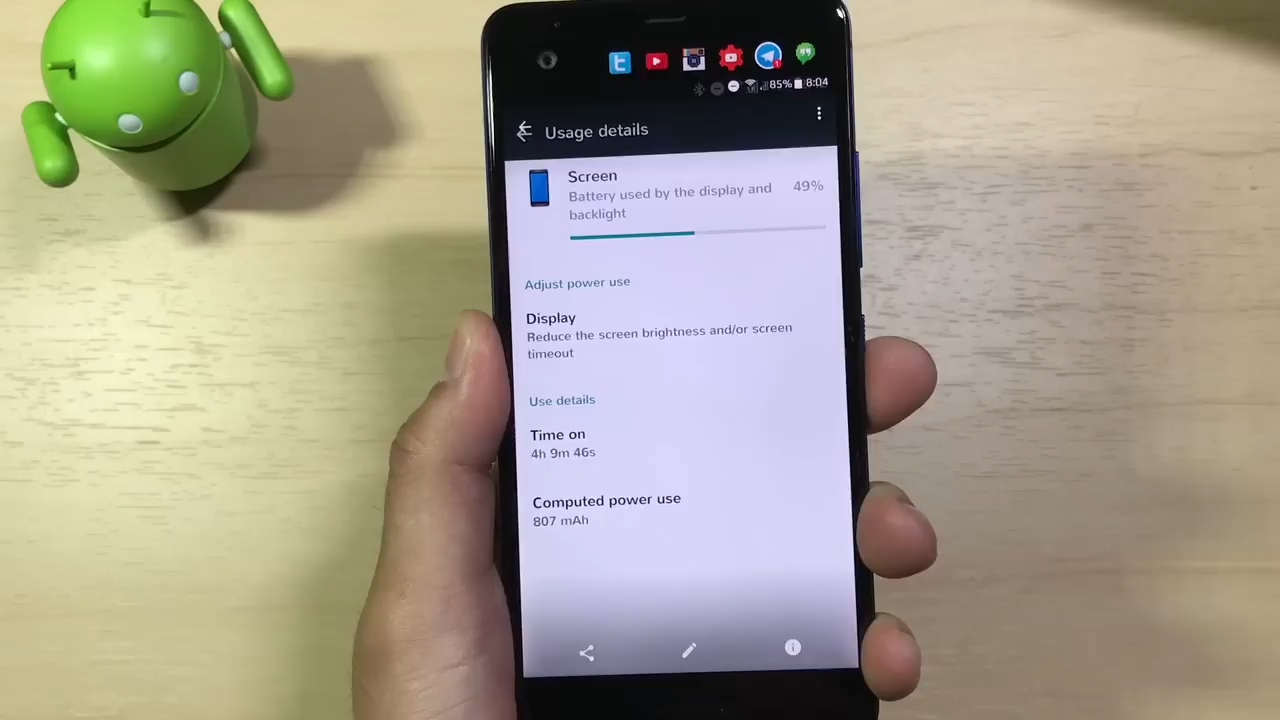 85% 8:04
Usage details
Screen
Battery used by the display and
backlight
49%
Adjust power use
Display
Reduce the screen brightness and/or screen
timeout
Use details
Time on
4h 9m 46s
Computed power use
807 mAh